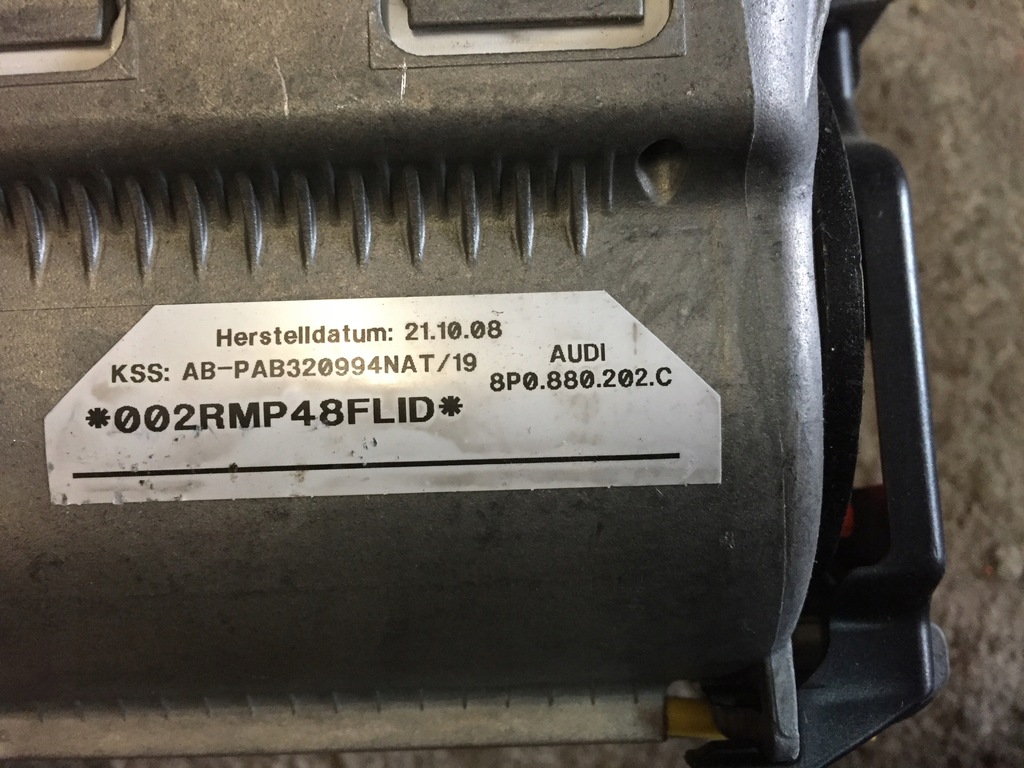 Herstelldatum: 21.10.08
KSS: AB-PAB320994NAT/19
AUDI
8P0.880.202.C
*002RMP48FLID*